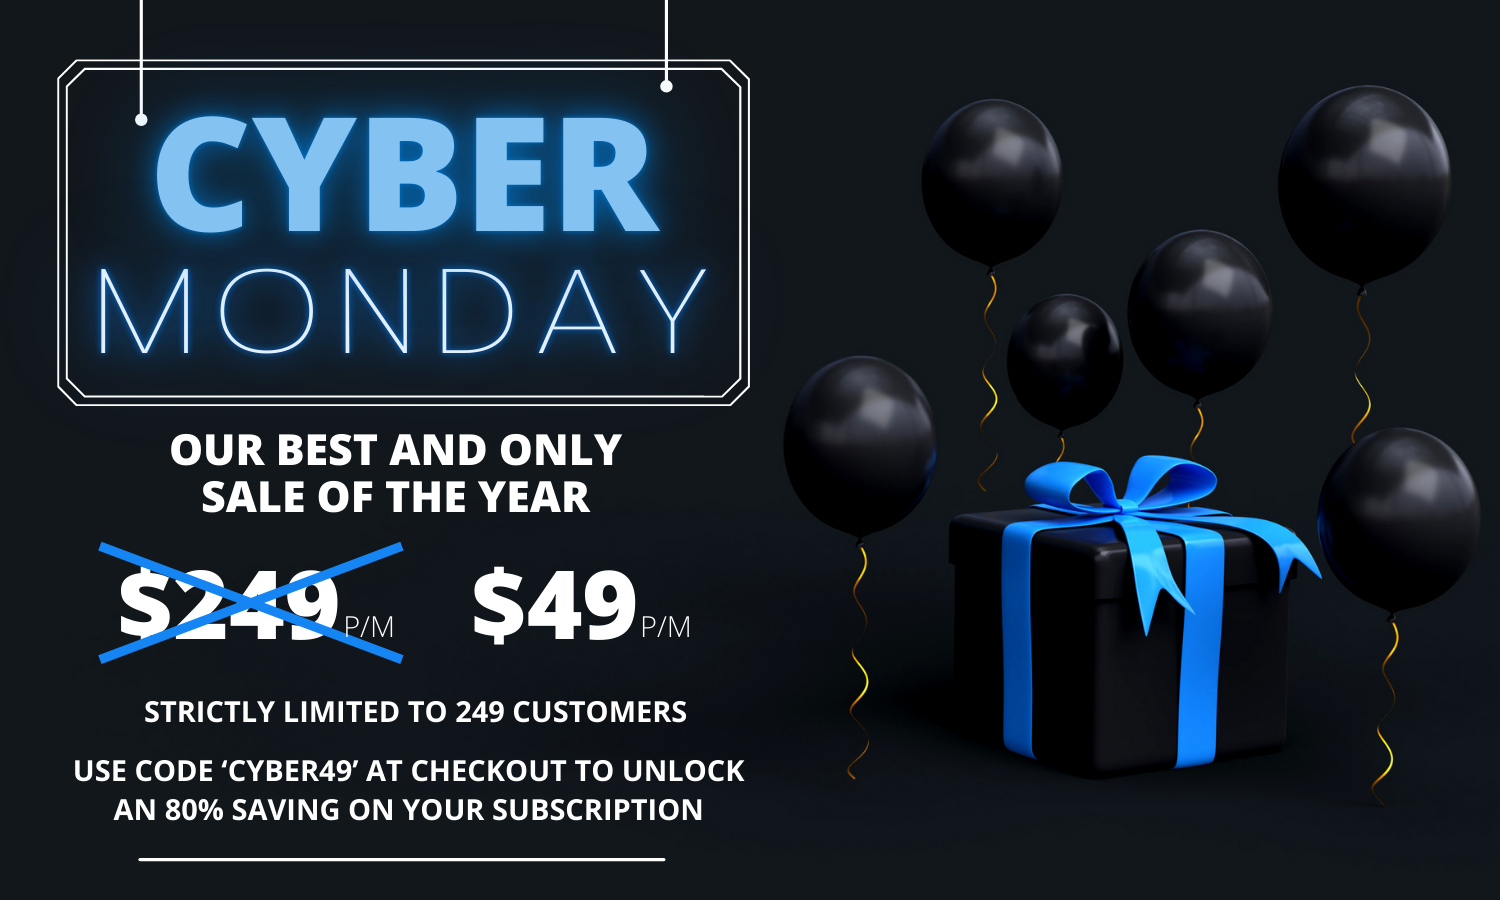 CYBER
MONDAY
OUR BEST AND ONLY
SALE OF THE YEAR
$249 P/M $49 P/M
STRICTLY LIMITED TO 249 CUSTOMERS
USE CODE ‘CYBER49’ AT CHECKOUT TO UNLOCK
AN 80% SAVING ON YOUR SUBSCRIPTION